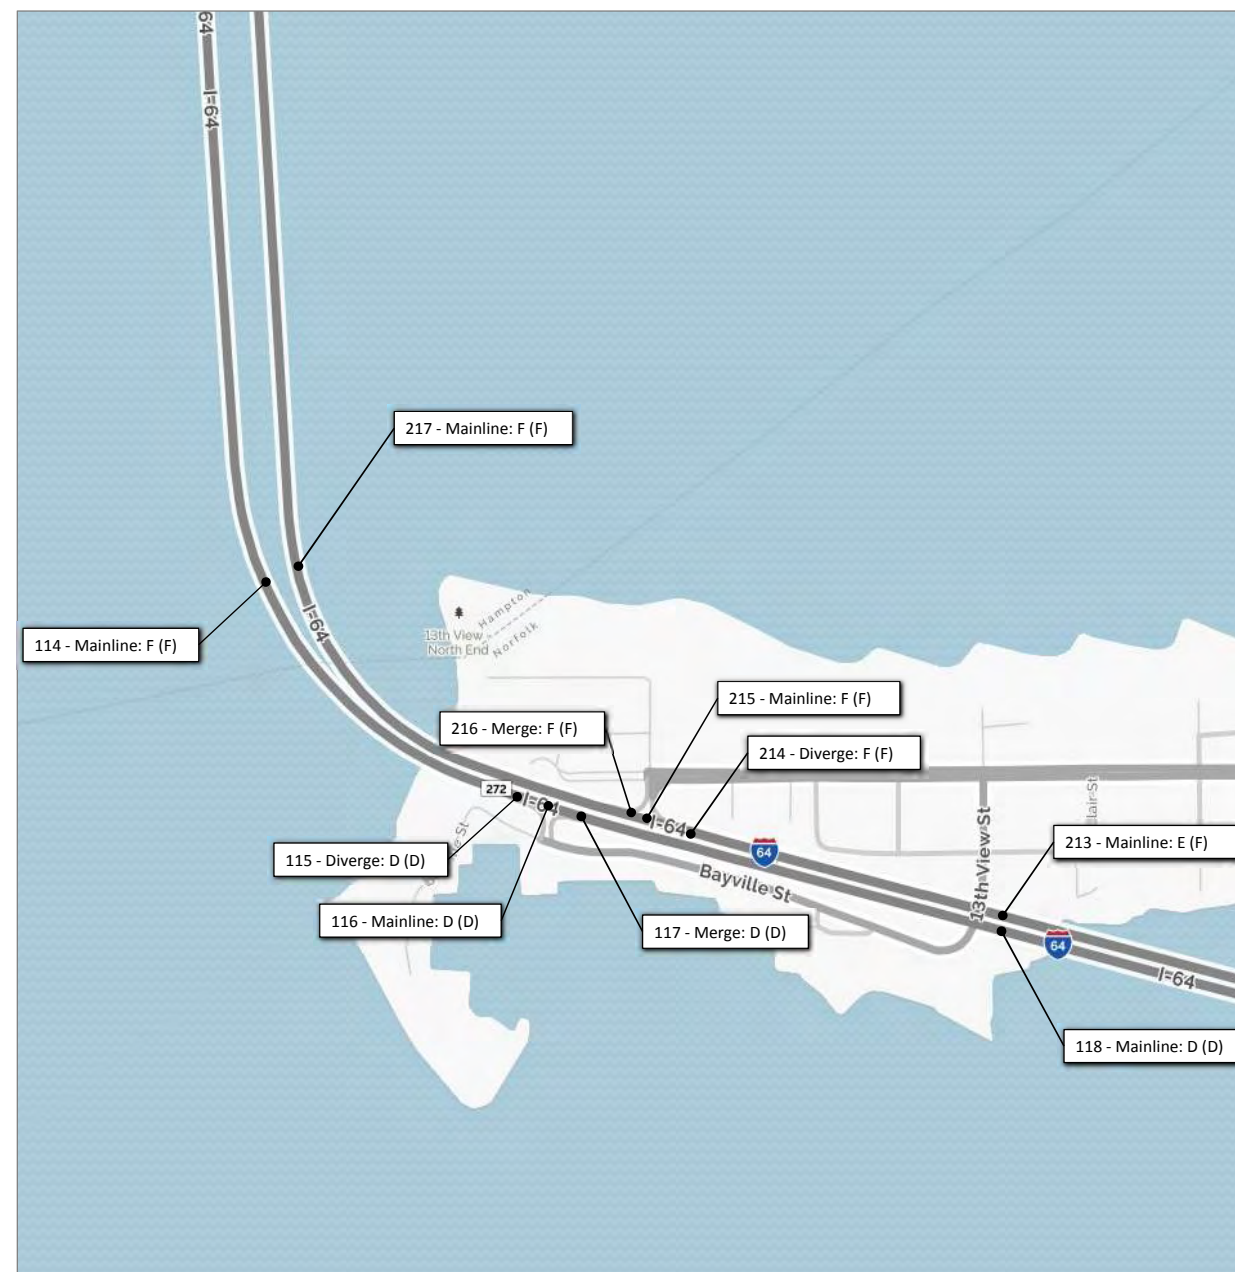 64
I-64
217 - Mainline: F (F)
I-64
Hampton
13th View
North End
Norfolk
114 - Mainline: F (F)
215 - Mainline: F (F)
216 - Merge: F (F)
214 - Diverge: F (F)
272
I-64
I-64
64
13th View St
213 - Mainline: E (F)
115 - Diverge: D (D)
Bayville St
116 - Mainline: D (D)
117 - Merge: D (D)
64
I-64
118 - Mainline: D (D)